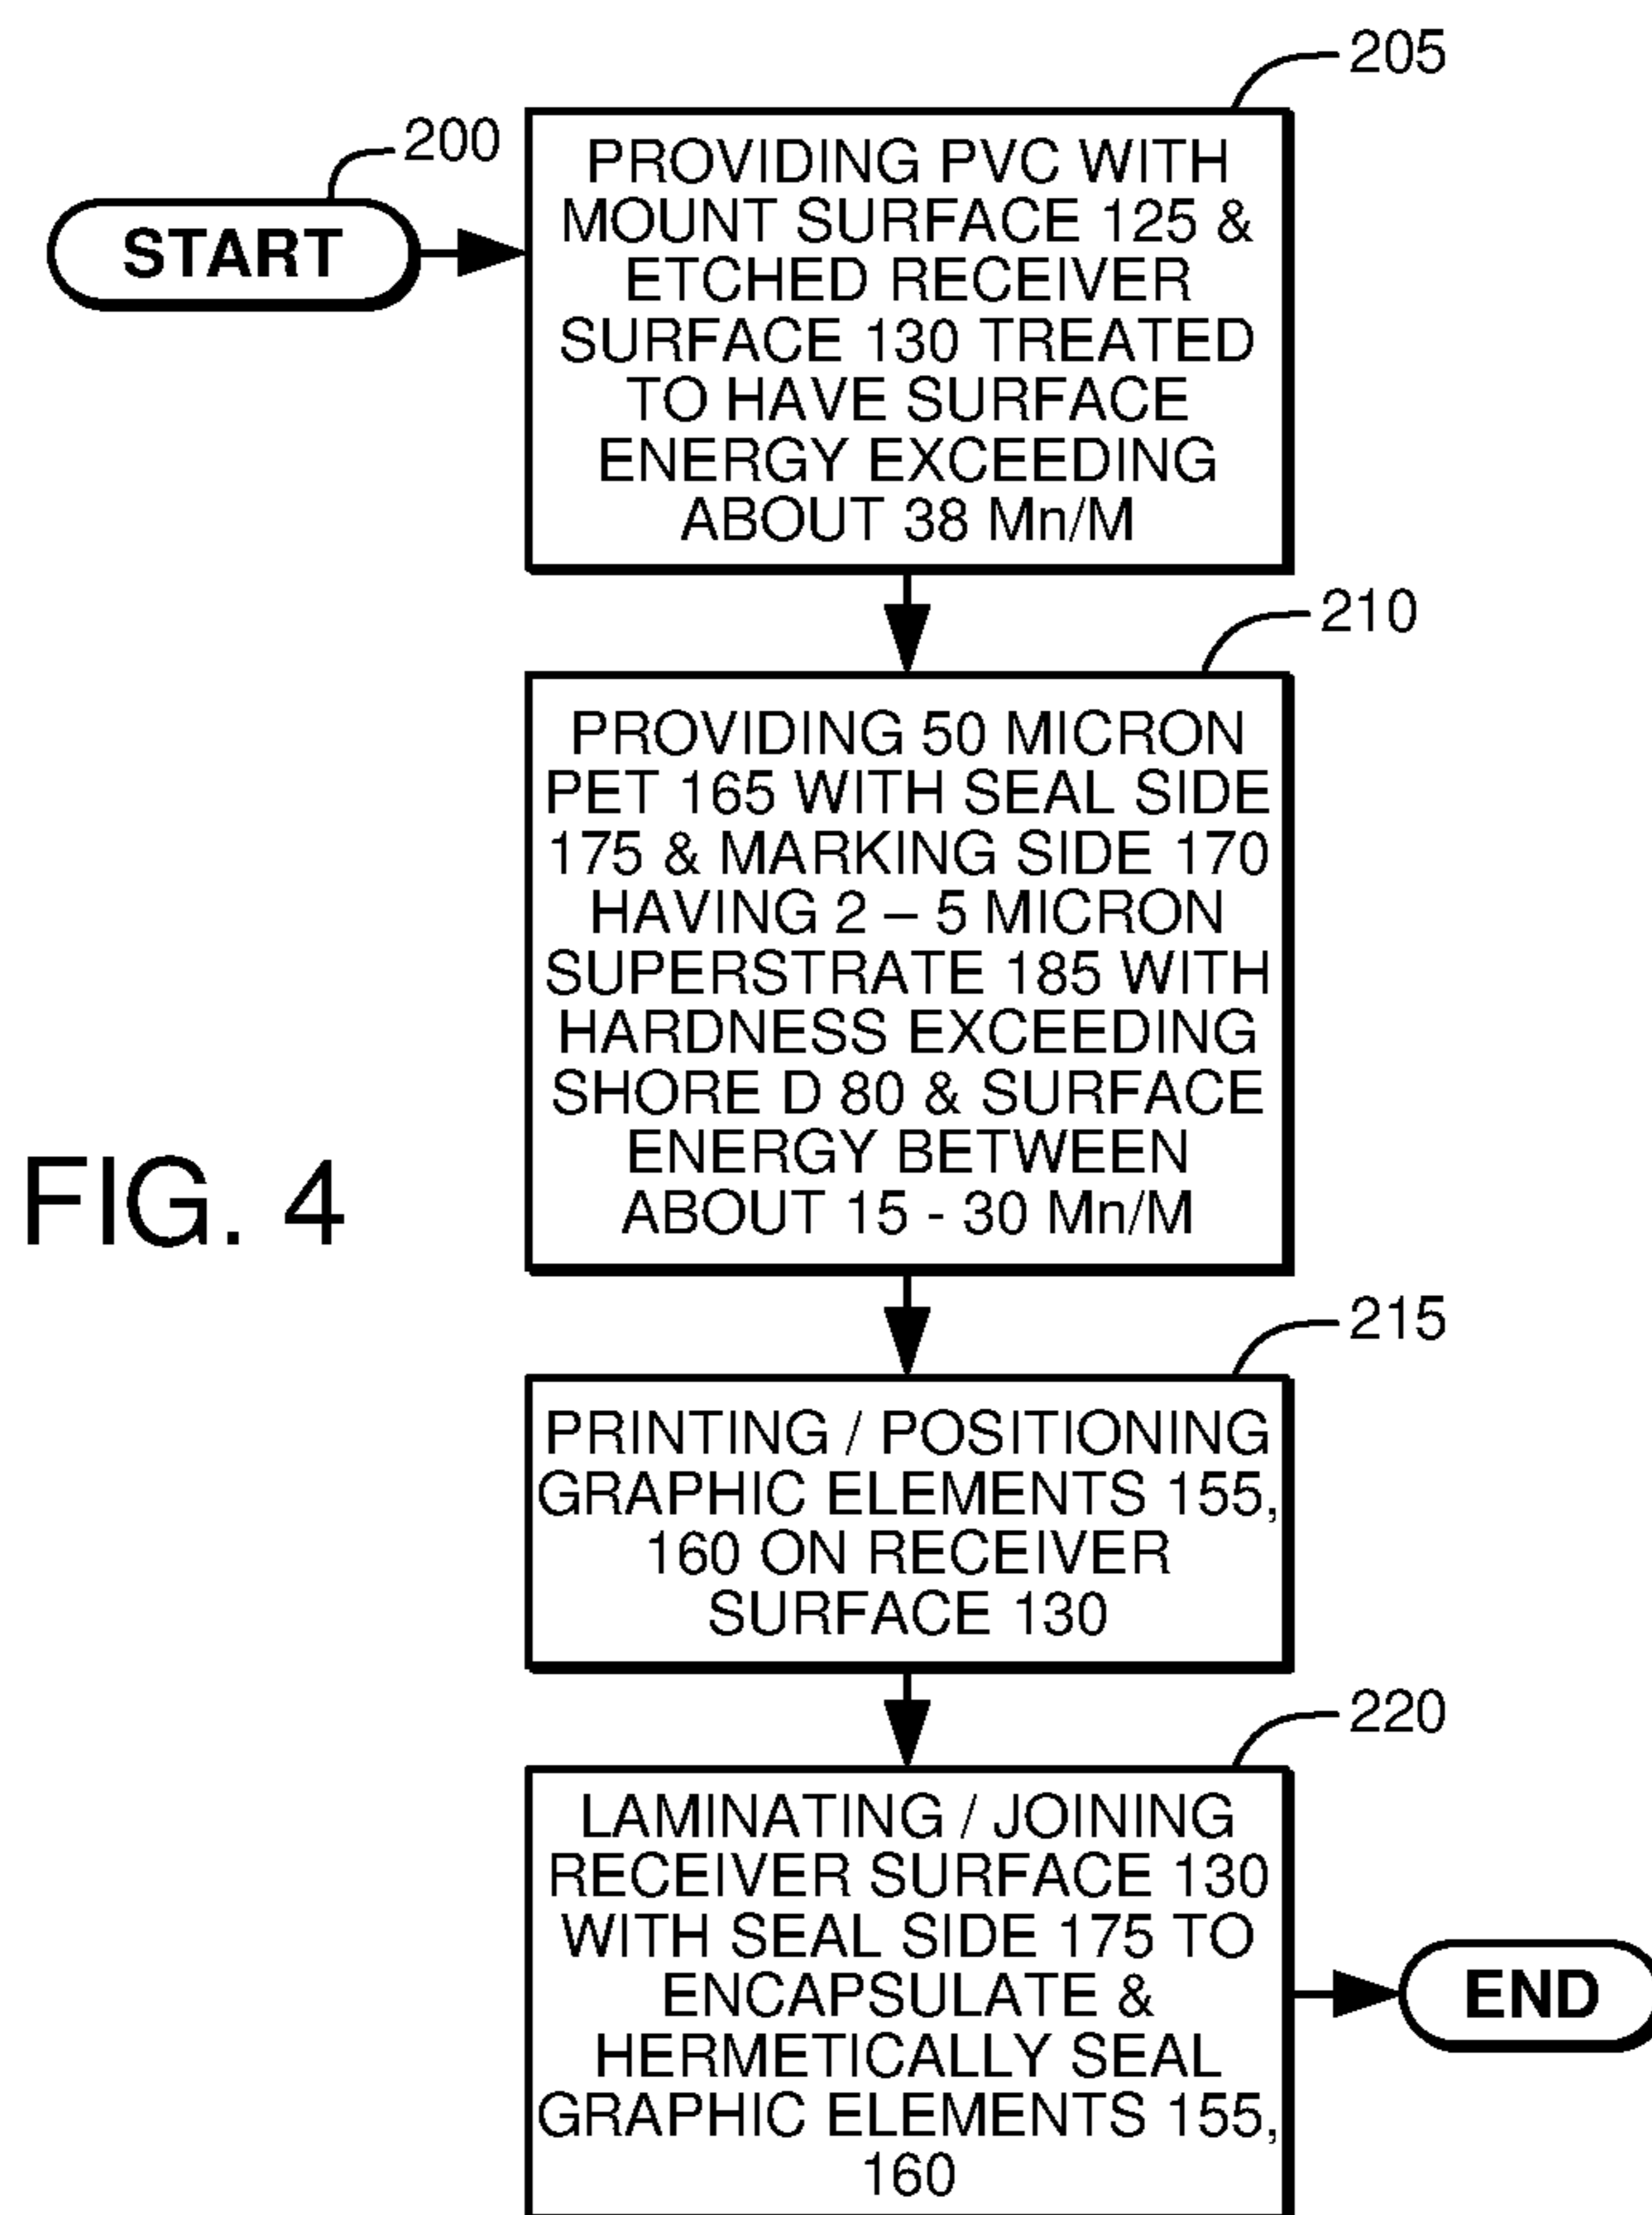 205
200
START
PROVIDING PVC WITH
MOUNT SURFACE 125 &
ETCHED RECEIVER
SURFACE 130 TREATED
TO HAVE SURFACE
ENERGY EXCEEDING
ABOUT 38 Mn/M
210
PROVIDING 50 MICRON
PET 165 WITH SEAL SIDE
175 & MARKING SIDE 170
HAVING 2 – 5 MICRON
SUPERSTRATE 185 WITH
HARDNESS EXCEEDING
SHORE D 80 & SURFACE
ENERGY BETWEEN
ABOUT 15 - 30 Mn/M
FIG. 4
215
PRINTING / POSITIONING
GRAPHIC ELEMENTS 155,
160 ON RECEIVER
SURFACE 130
220
LAMINATING / JOINING
RECEIVER SURFACE 130
WITH SEAL SIDE 175 TO
ENCAPSULATE &
HERMETICALLY SEAL
GRAPHIC ELEMENTS 155,
160
END